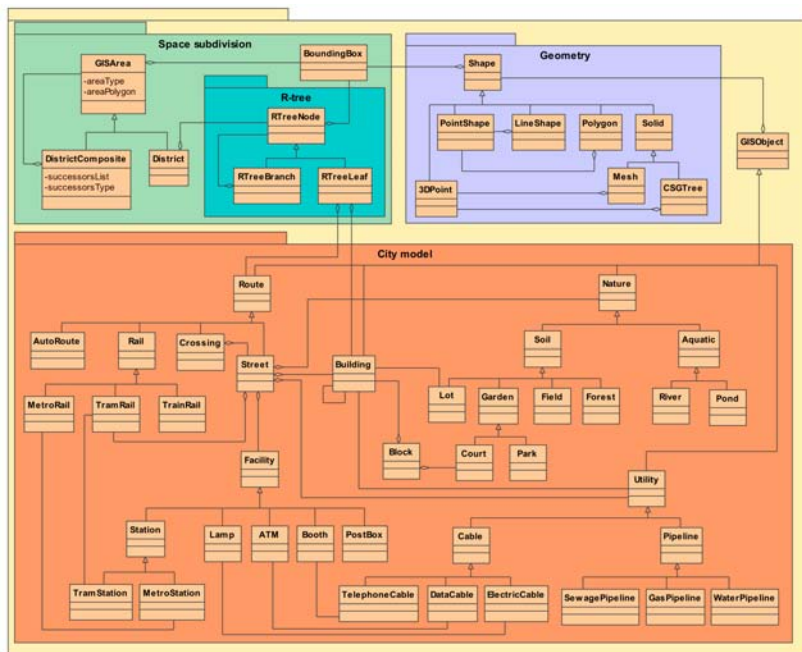 Space subdivision
GISArea
-areaType
-areaPolygon
BoundingBox
R-tree
RTreeNode
DistrictComposite
-successorsList
-successorsType
District
RTreeBranch
RTreeLeaf
Geometry
Shape
PointShape
LineShape
Polygon
Solid
3DPoint
Mesh
CSGTree
GISObject
City model
Route
Nature
AutoRoute
Rail
Crossing
Street
Building
Soil
Aquatic
MetroRail
TramRail
TrainRail
Lot
Garden
Field
Forest
River
Pond
Block
Court
Park
Facility
Utility
Station
Lamp
ATM
Booth
PostBox
Cable
Pipeline
TramStation
MetroStation
TelephoneCable
DataCable
ElectricCable
SewagePipeline
GasPipeline
WaterPipeline